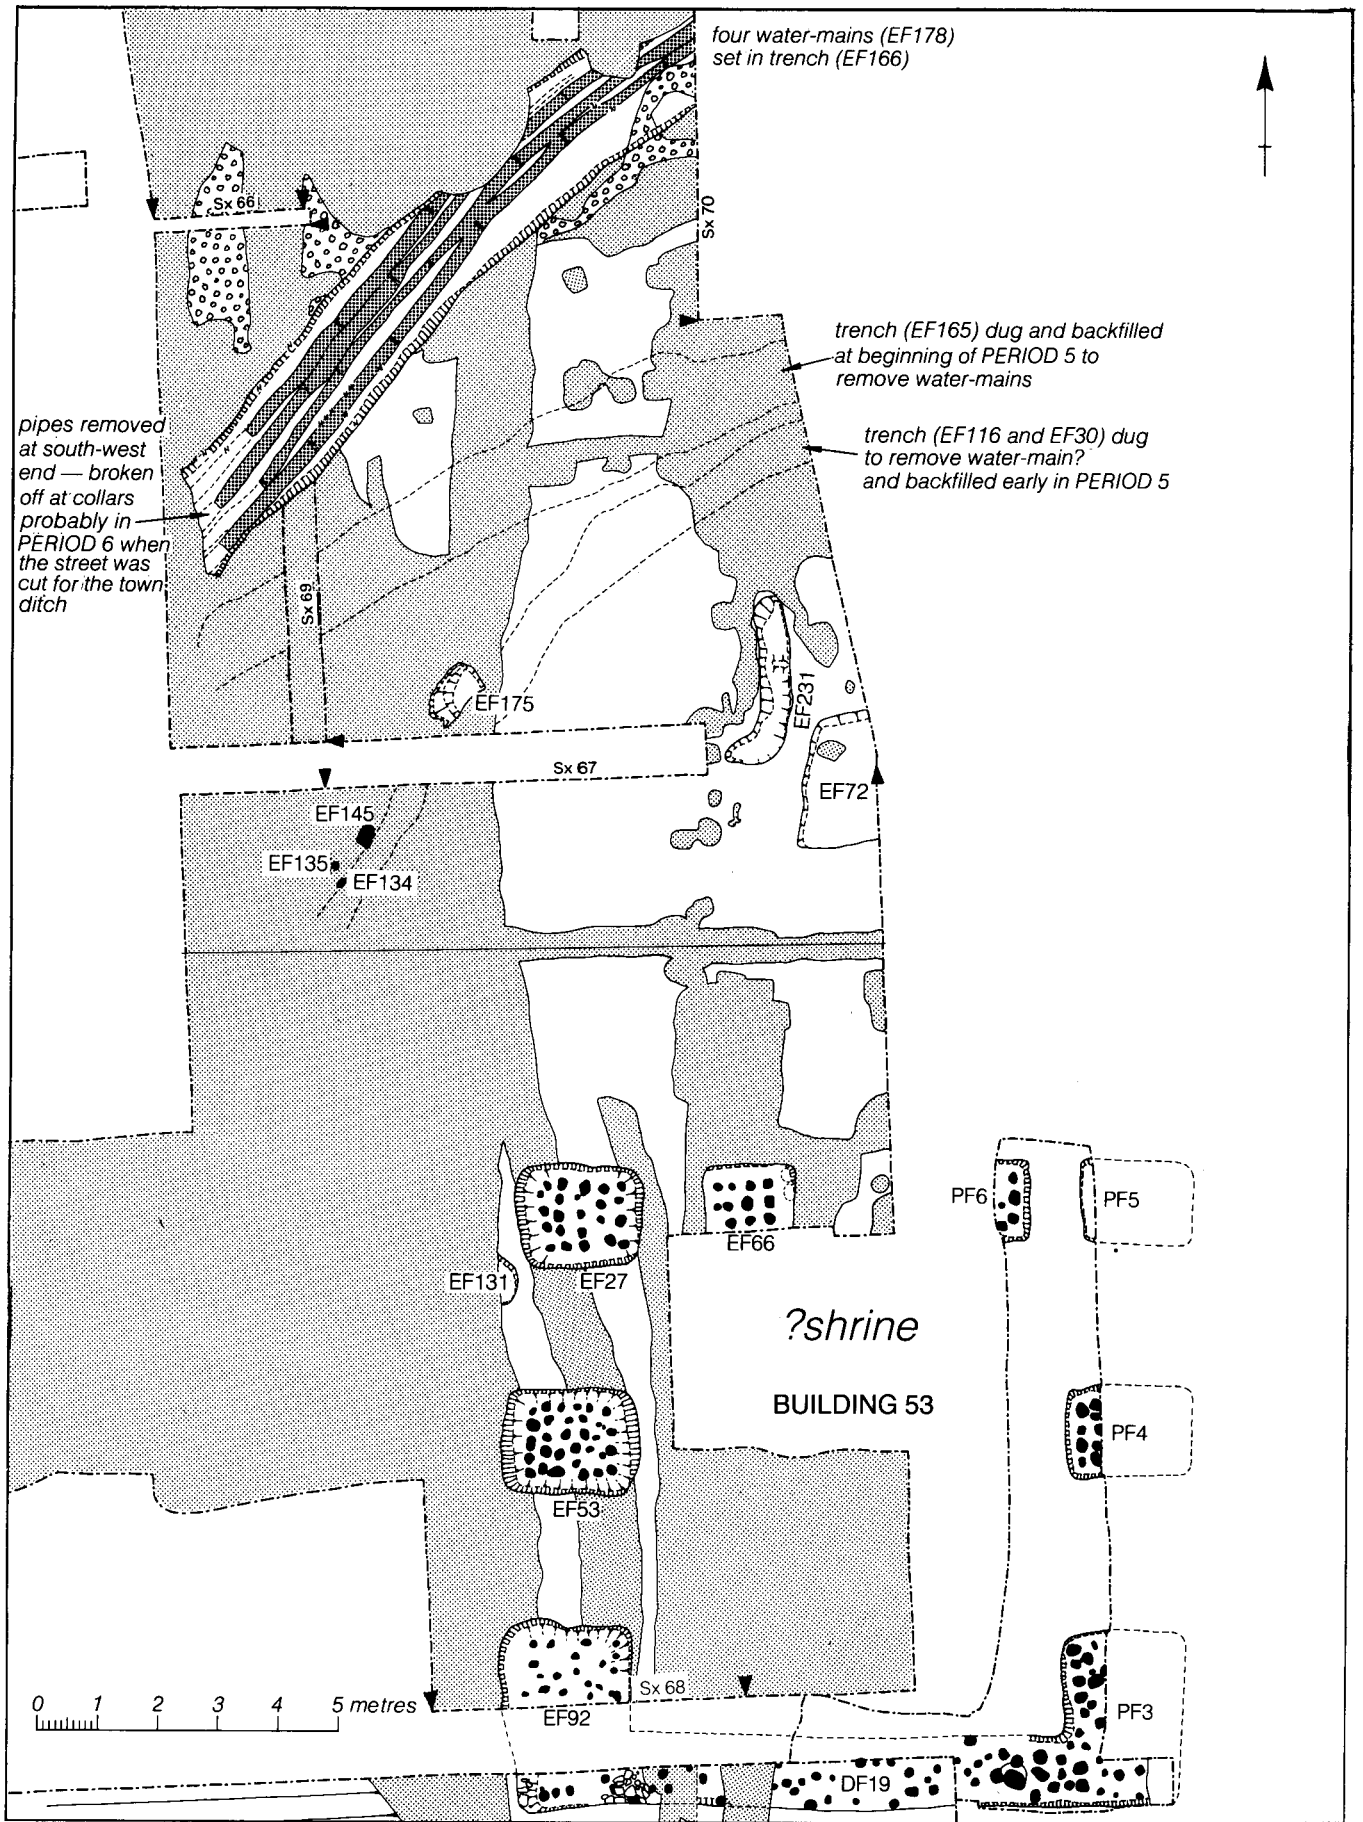 four water-mains (EF178)
set in trench (EF166)
Sx 66
Sx 70
trench (EF165) dug and backfilled
at beginning of PERIOD 5 to
remove water-mains
pipes removed
at south-west
end — broken
off at collars
probably in
PERIOD 6 when
the street was
cut for the town
ditch
trench (EF116 and EF30) dug
to remove water-main?
and backfilled early in PERIOD 5
Sx 69
EF175
EF231
Sx 67
EF72
EF145
EF135
EF134
PF6
PF5
EF66
EF131
EF27
?shrine
BUILDING 53
PF4
EF53
Sx 68
0 1 2 3 4 5 metres
EF92
PF3
DF19